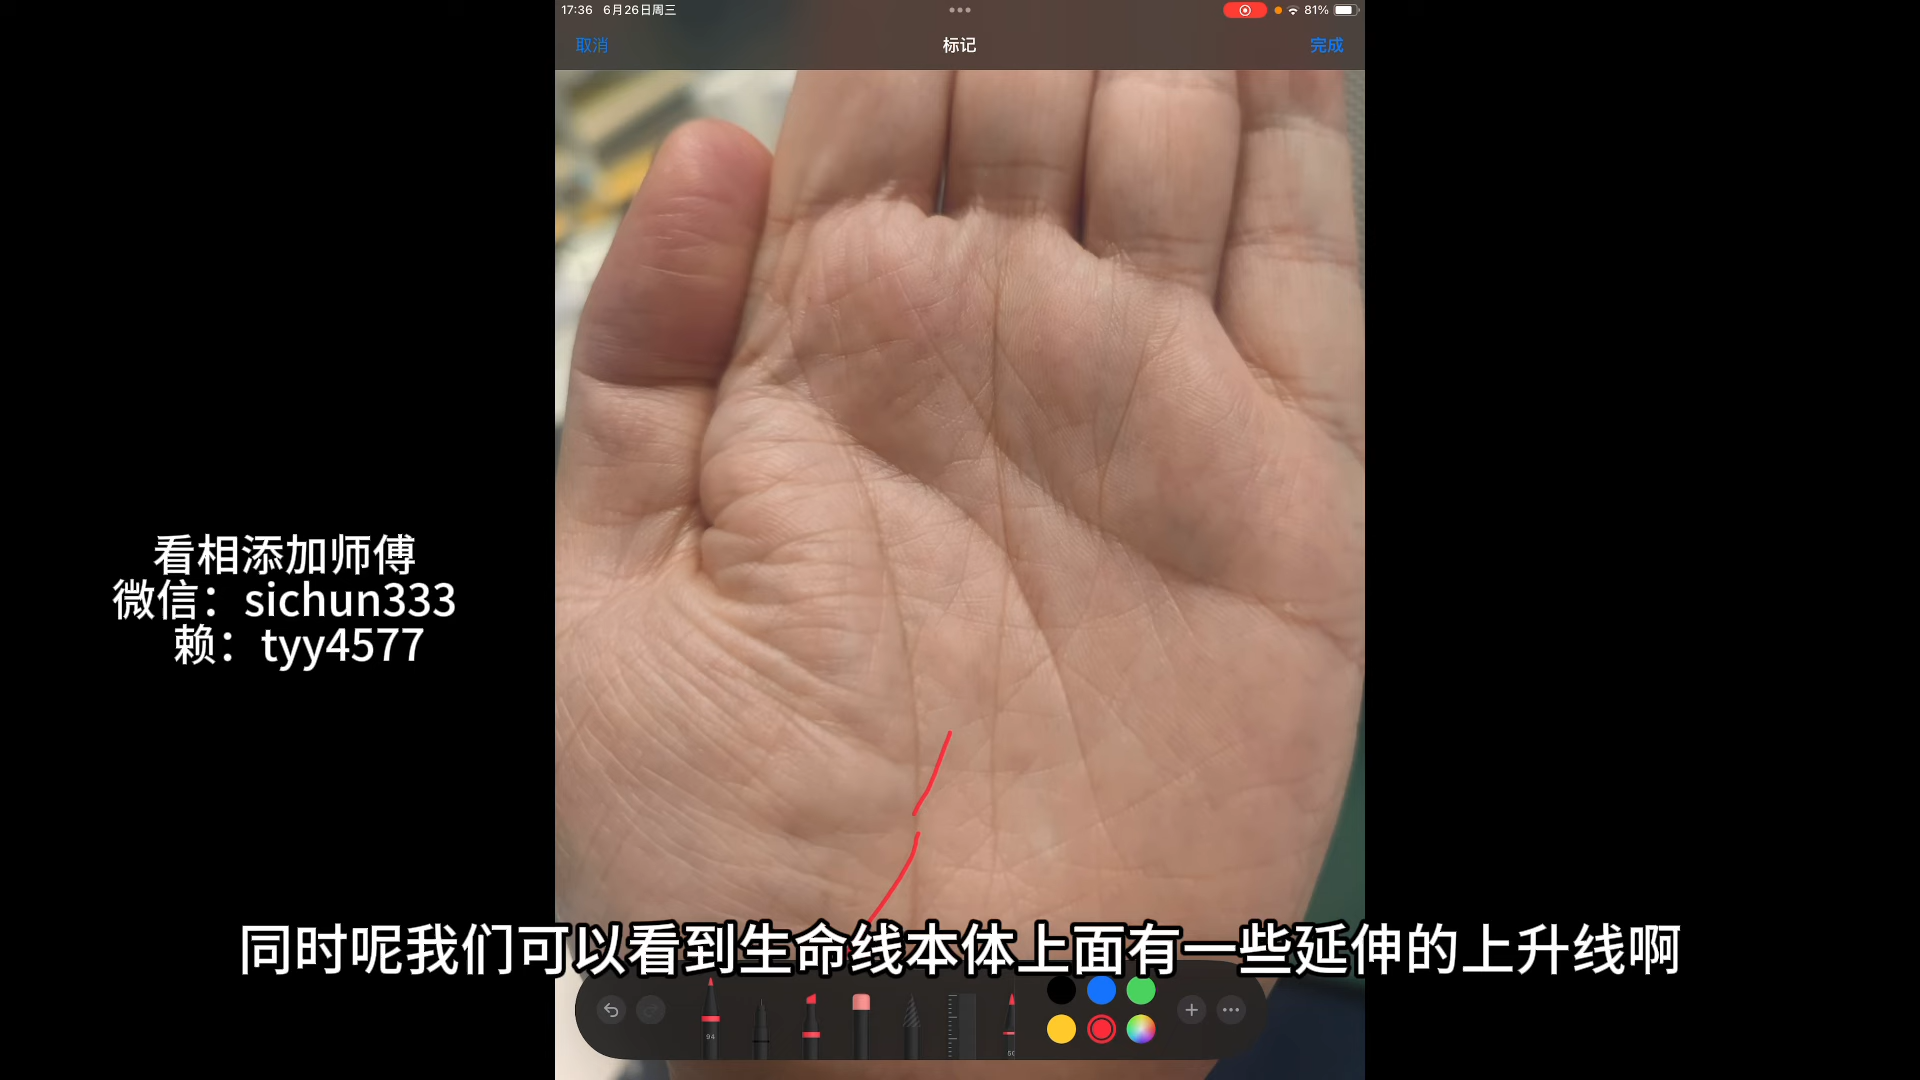 17:36 6月26日周三
81%
取消
标记
完成
看相添加师傅
微信：sichun333
赖：tyy4577
同时呢我们可以看到生命线本体上面有一些延伸的上升线啊
94
50